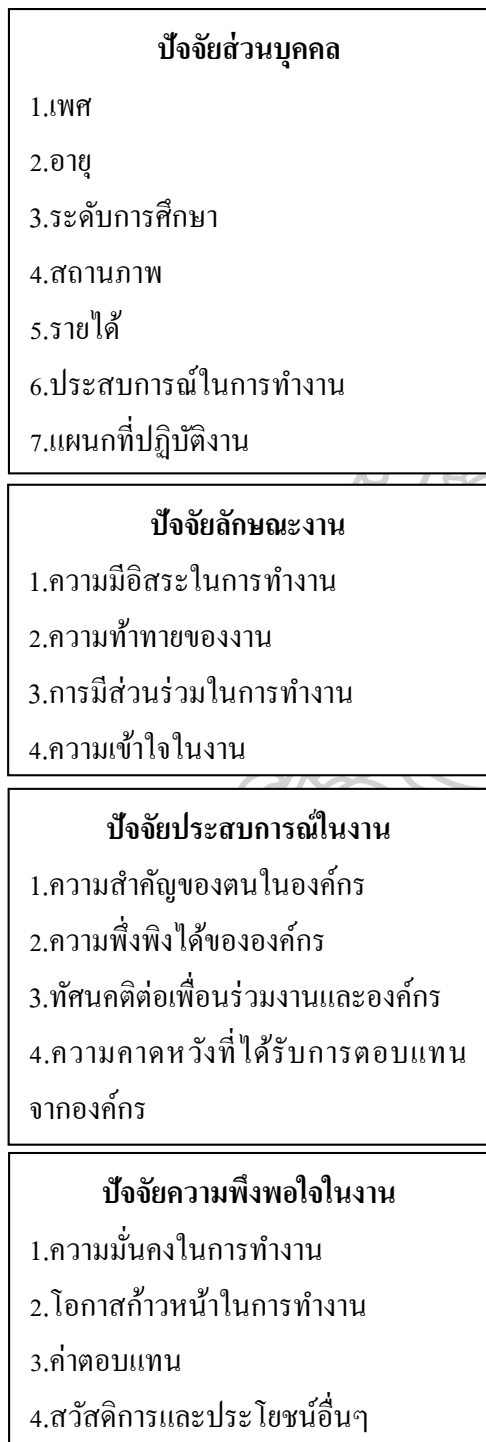 ปัจจัยส่วนบุคคล
1.เพศ
2.อายุ
3.ระดับการศึกษา
4.สถานภาพ
5.รายได้
6.ประสบการณ์ในการทำงาน
7.แผนกที่ปฏิบัติงาน
ปัจจัยลักษณะงาน
1.ความมีอิสระในการทำงาน
2.ความท้าทายของงาน
3.การมีส่วนร่วมในการทำงาน
4.ความเข้าใจในงาน
ปัจจัยประสบการณ์ในงาน
1.ความสำคัญของตนในองค์กร
2.ความพึ่งพิงได้ขององค์กร
3.ทัศนคติต่อเพื่อนร่วมงานและองค์กร
4.ความคาดหวังที่ได้รับการตอบแทน
จากองค์กร
ปัจจัยความพึงพอใจในงาน
1.ความมั่นคงในการทำงาน
2.โอกาสก้าวหน้าในการทำงาน
3.ค่าตอบแทน
4.สวัสดิการและประโยชน์อื่นๆ